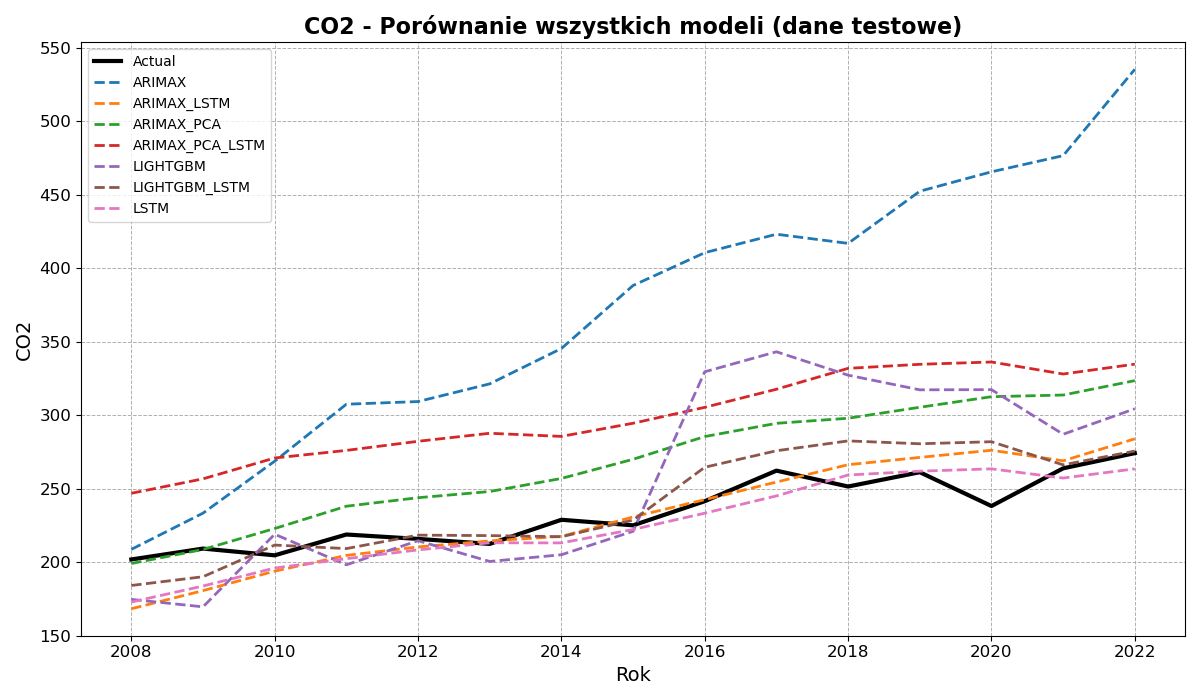 CO2 - Porównanie wszystkich modeli (dane testowe)
550
500
450
400
350
300
250
200
150
CO2
Actual
ARIMAX
ARIMAX_LSTM
ARIMAX_PCA
ARIMAX_PCA_LSTM
LIGHTGBM
LIGHTGBM_LSTM
LSTM
2008 2010 2012 2014 2016 2018 2020 2022
Rok